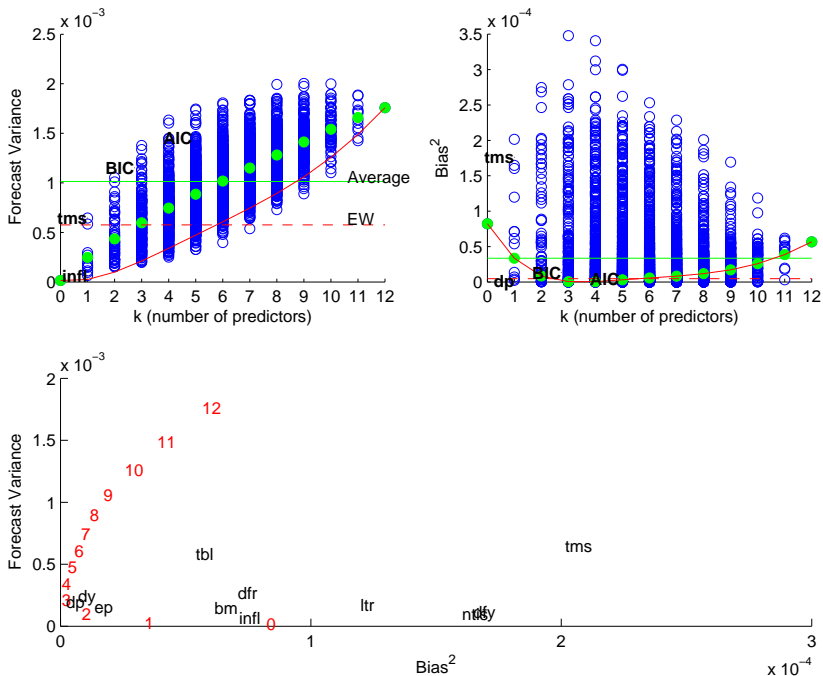 x 10⁻³
2.5
2
1.5
1
0.5
0
Forecast Variance
AIC
BIC
Average
tms
EW
infl
0 1 2 3 4 5 6 7 8 9 10 11 12
k (number of predictors)
x 10⁻⁴
4
3.5
3
2.5
2
1.5
1
0.5
0
Bias²
tms
dp
BIC
AIC
0 1 2 3 4 5 6 7 8 9 10 11 12
k (number of predictors)
x 10⁻³
2
1.5
1
0.5
0
Forecast Variance
12
11
10
9
8
7
6
5
4
3
2
1
0
tbl
tms
dy
dp
ep
dfr
bm
infl
ltr
ntis
dfy
0 1 2 3
Bias²
x 10⁻⁴